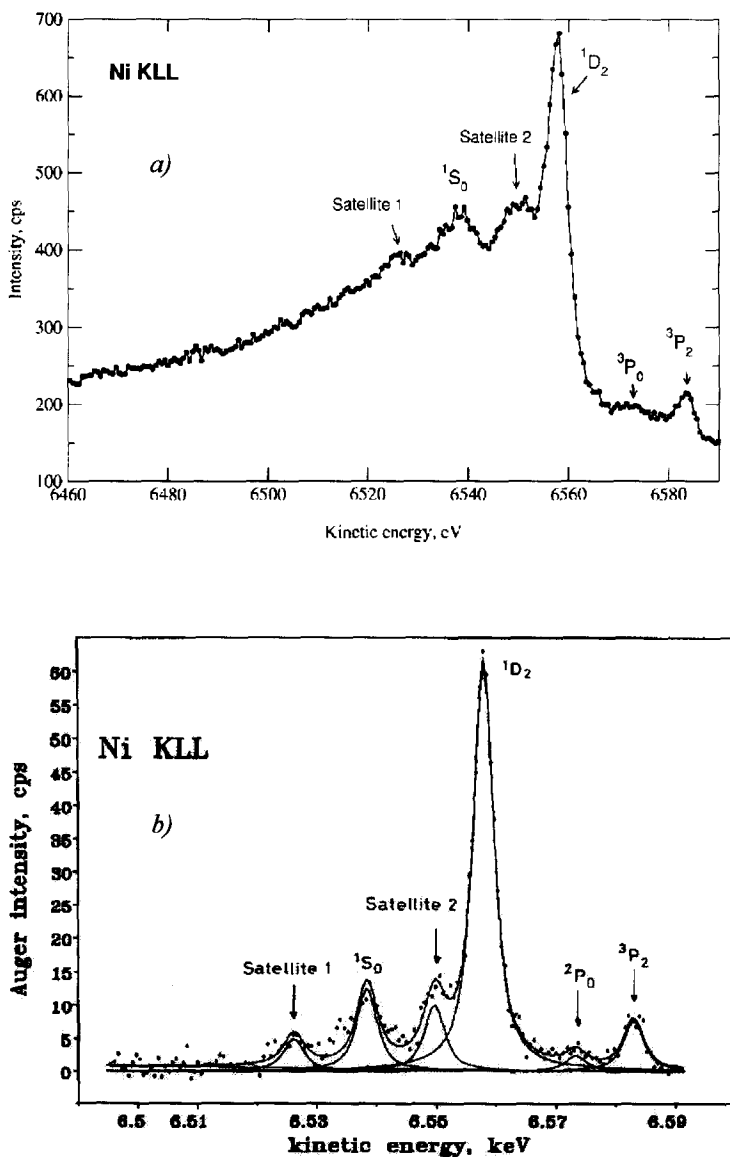 700
Ni KLL
¹D₂
600
Satellite 2
a)
¹S₀
500
Satellite 1
Intensity, cps
400
300
³P₀
³P₂
200
100
6460
6480
6500
6520
6540
6560
6580
Kinetic energy, eV
60
¹D₂
55
Ni KLL
50
45
b)
40
35
Auger intensity, cps
30
25
Satellite 2
20
Satellite 1
¹S₀
²P₀
³P₂
15
10
5
0
6.5
6.51
6.53
6.55
6.57
6.59
kinetic energy, keV